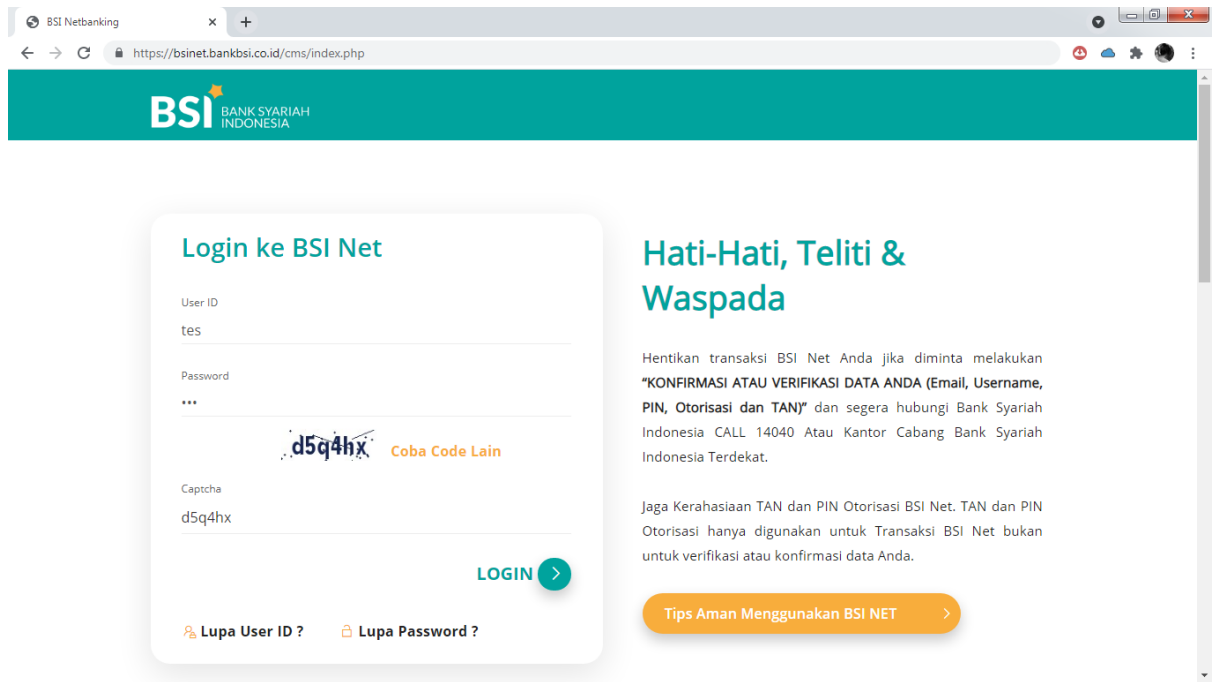 BSI Netbanking
https://bsinet.bankbsi.co.id/cms/index.php
BSI BANK SYARIAH
INDONESIA
Login ke BSI Net
User ID
tes
Password
•••
d5q4hx Coba Code Lain
Captcha
d5q4hx
LOGIN
Lupa User ID ? Lupa Password ?
Hati-Hati, Teliti &
Waspada
Hentikan transaksi BSI Net Anda jika diminta melakukan
“KONFIRMASI ATAU VERIFIKASI DATA ANDA (Email, Username,
PIN, Otorisasi dan TAN)” dan segera hubungi Bank Syariah
Indonesia CALL 14040 Atau Kantor Cabang Bank Syariah
Indonesia Terdekat.
Jaga Kerahasiaan TAN dan PIN Otorisasi BSI Net. TAN dan PIN
Otorisasi hanya digunakan untuk Transaksi BSI Net bukan
untuk verifikasi atau konfirmasi data Anda.
Tips Aman Menggunakan BSI NET